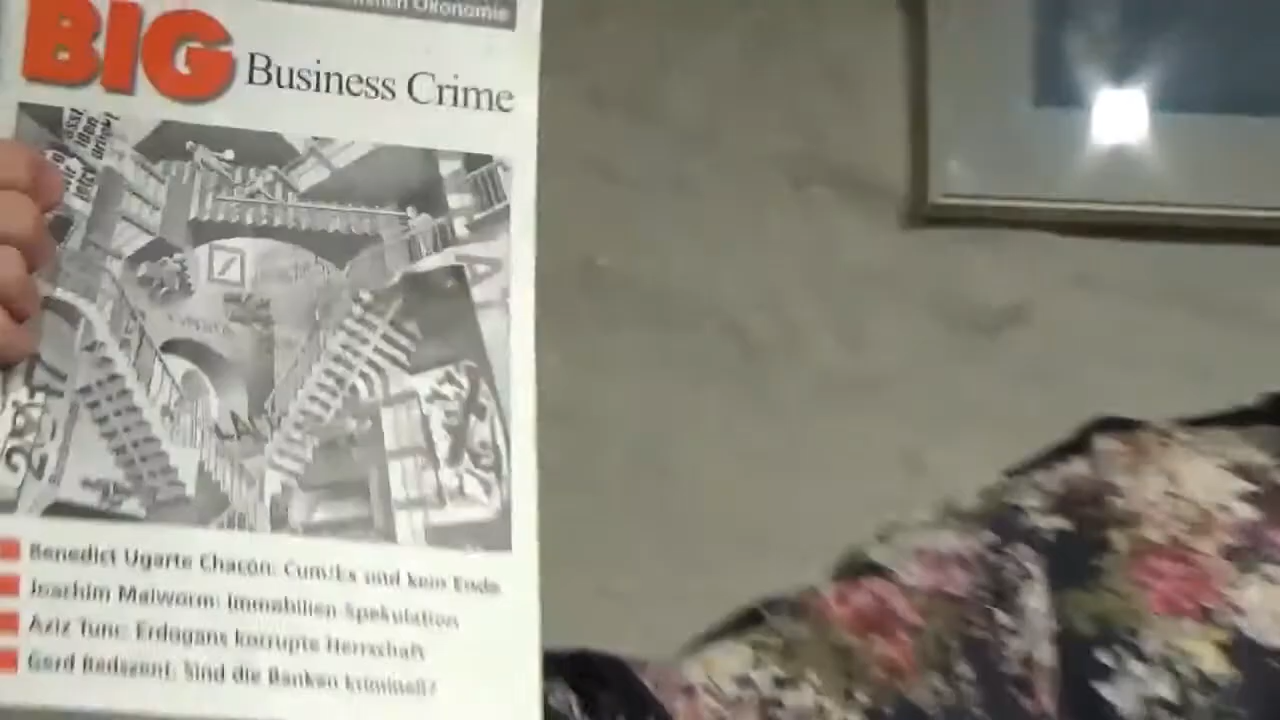 Ökonomie
BIG Business Crime
Benedict Ugarte Chacón: Cum/Ex und kein Ende
Joachim Maiworm: Immobilien-Spekulation
Aziz Tunc: Erdogans korrupte Herrschaft
Gerd Bedszent: Sind die Banken kriminell?